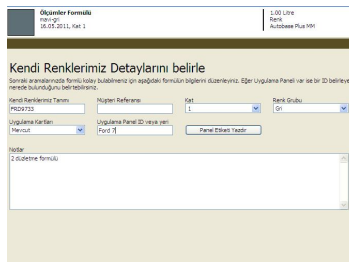 Ölçümler Formülü
mavi-gri
16.05.2011, Kat 1
1.00 Litre
Renk
Autobase Plus MM
Kendi Renklerimiz Detaylarını belirle
Sonraki aramalarınızda formülü kolay bulabilmeniz için aşağıdaki formülün bilgilerini düzenleyiniz. Eğer Uygulama Paneli var ise bir ID belirleye
nerede bulunduğunu belirtebilirsiniz.
Kendi Renklerimiz Tanımı Müşteri Referansı Kat Renk Grubu
FRD9733 1 Gri
Uygulama Kartları Uygulama Paneli ID veya yeri
Mevcut Ford 7 Panel Etiketi Yazdır
Notlar
2.düzletme formülü